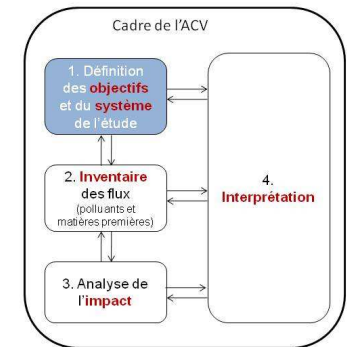 Cadre de l'ACV
1. Définition
des objectifs
et du système
de l'étude
2. Inventaire
des flux
(polluants et
matières premières)
3. Analyse de
l'impact
4.
Interprétation